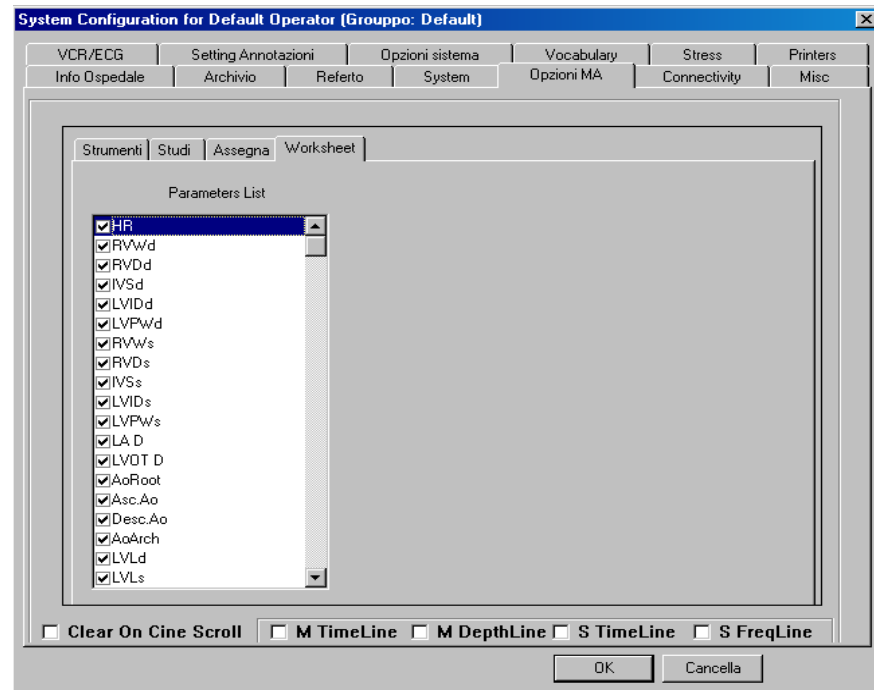 System Configuration for Default Operator (Grouppo: Default)
VCR/ECG Setting Annotazioni Opzioni sistema Vocabulary Stress Printers
Info Ospedale Archivio Referto System Opzioni MA Connectivity Misc
Strumenti Studi Assegna Worksheet
Parameters List
HR
RVWd
RVDd
IVSd
LVIDd
LVPWd
RVWs
RVDs
IVSs
LVIDs
LVPWs
LA D
LVOT D
AoRoot
Asc.Ao
Desc.Ao
AoArch
LVLd
LVLs
Clear On Cine Scroll M TimeLine M DepthLine S TimeLine S FreqLine
OK Cancella